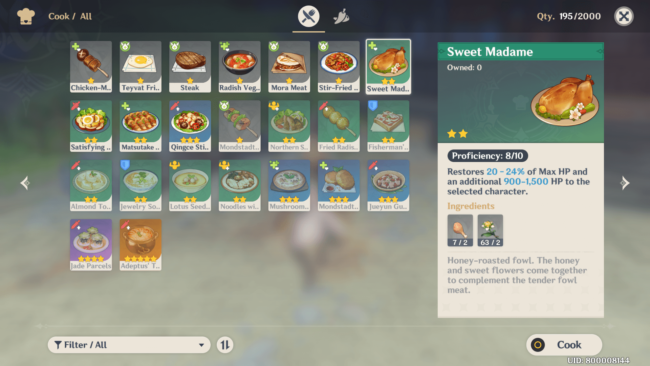 Cook / All
Qty. 195/2000
Chicken-M...
Teyvat Fri...
Steak
Radish Veg...
Mora Meat
Stir-Fried ...
Sweet Mad...
Satisfying ...
Matsutake ...
Qingce Sti...
Mondstadt...
Northern S...
Fried Radis...
Fisherman'...
Almond To...
Jewelry So...
Lotus Seed...
Noodles wi...
Mushroom...
Mondstadt...
Jueyun Gu...
Jade Parcels
Adeptus' T...
Sweet Madame
Owned: 0
Proficiency: 8/10
Restores 20 - 24% of Max HP and
an additional 900-1,500 HP to the
selected character.
Ingredients
7 / 2
63 / 2
Honey-roasted fowl. The honey
and sweet flowers come together
to complement the tender fowl
meat.
Filter / All
Cook
UID: 800008144